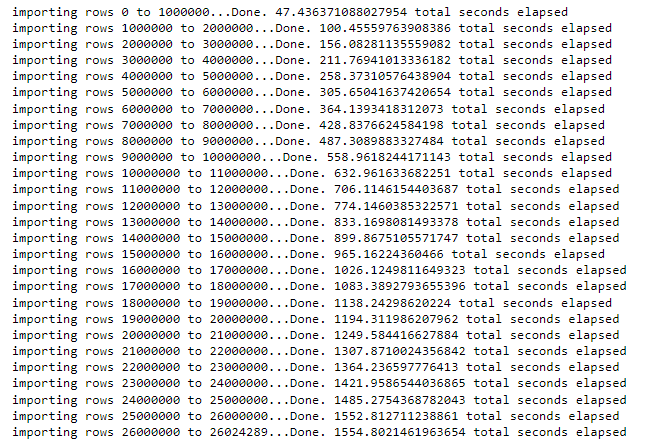 importing rows 0 to 1000000...Done. 47.436371088027954 total seconds elapsed
importing rows 1000000 to 2000000...Done. 100.45559763908386 total seconds elapsed
importing rows 2000000 to 3000000...Done. 156.08281135559082 total seconds elapsed
importing rows 3000000 to 4000000...Done. 211.76941013336182 total seconds elapsed
importing rows 4000000 to 5000000...Done. 258.37310576438904 total seconds elapsed
importing rows 5000000 to 6000000...Done. 305.65041637420654 total seconds elapsed
importing rows 6000000 to 7000000...Done. 364.1393418312073 total seconds elapsed
importing rows 7000000 to 8000000...Done. 428.8376624584198 total seconds elapsed
importing rows 8000000 to 9000000...Done. 487.3089883327484 total seconds elapsed
importing rows 9000000 to 10000000...Done. 558.9618244171143 total seconds elapsed
importing rows 10000000 to 11000000...Done. 632.961633682251 total seconds elapsed
importing rows 11000000 to 12000000...Done. 706.1146154403687 total seconds elapsed
importing rows 12000000 to 13000000...Done. 774.1460385322571 total seconds elapsed
importing rows 13000000 to 14000000...Done. 833.1698081493378 total seconds elapsed
importing rows 14000000 to 15000000...Done. 899.8675105571747 total seconds elapsed
importing rows 15000000 to 16000000...Done. 965.16224360466 total seconds elapsed
importing rows 16000000 to 17000000...Done. 1026.1249811649323 total seconds elapsed
importing rows 17000000 to 18000000...Done. 1083.3892793655396 total seconds elapsed
importing rows 18000000 to 19000000...Done. 1138.24298620224 total seconds elapsed
importing rows 19000000 to 20000000...Done. 1194.311986207962 total seconds elapsed
importing rows 20000000 to 21000000...Done. 1249.584416627884 total seconds elapsed
importing rows 21000000 to 22000000...Done. 1307.8710024356842 total seconds elapsed
importing rows 22000000 to 23000000...Done. 1364.236597776413 total seconds elapsed
importing rows 23000000 to 24000000...Done. 1421.9586544036865 total seconds elapsed
importing rows 24000000 to 25000000...Done. 1485.2754368782043 total seconds elapsed
importing rows 25000000 to 26000000...Done. 1552.812711238861 total seconds elapsed
importing rows 26000000 to 26024289...Done. 1554.8021461963654 total seconds elapsed